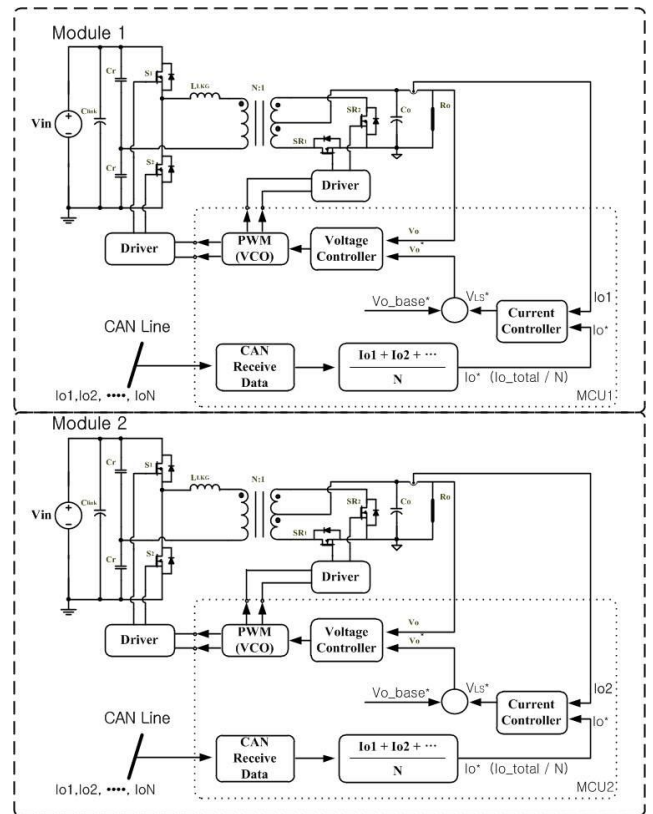 Module 1
Vin
Clink
Cr
Cr
S1
S2
LLKG
N:1
SR1
SR2
Co
Ro
Driver
Driver
PWM
(VCO)
Voltage
Controller
Vo
Vo*
Vo_base*
VLS*
Current
Controller
Io1
Io*
CAN Line
Io1,Io2, ••••, IoN
CAN
Receive
Data
Io1 + Io2 + ···
N
Io* (Io_total / N)
MCU1
Module 2
Vin
Clink
Cr
Cr
S1
S2
LLKG
N:1
SR1
SR2
Co
Ro
Driver
Driver
PWM
(VCO)
Voltage
Controller
Vo
Vo*
Vo_base*
VLS*
Current
Controller
Io2
Io*
CAN Line
Io1,Io2, ••••, IoN
CAN
Receive
Data
Io1 + Io2 + ···
N
Io* (Io_total / N)
MCU2